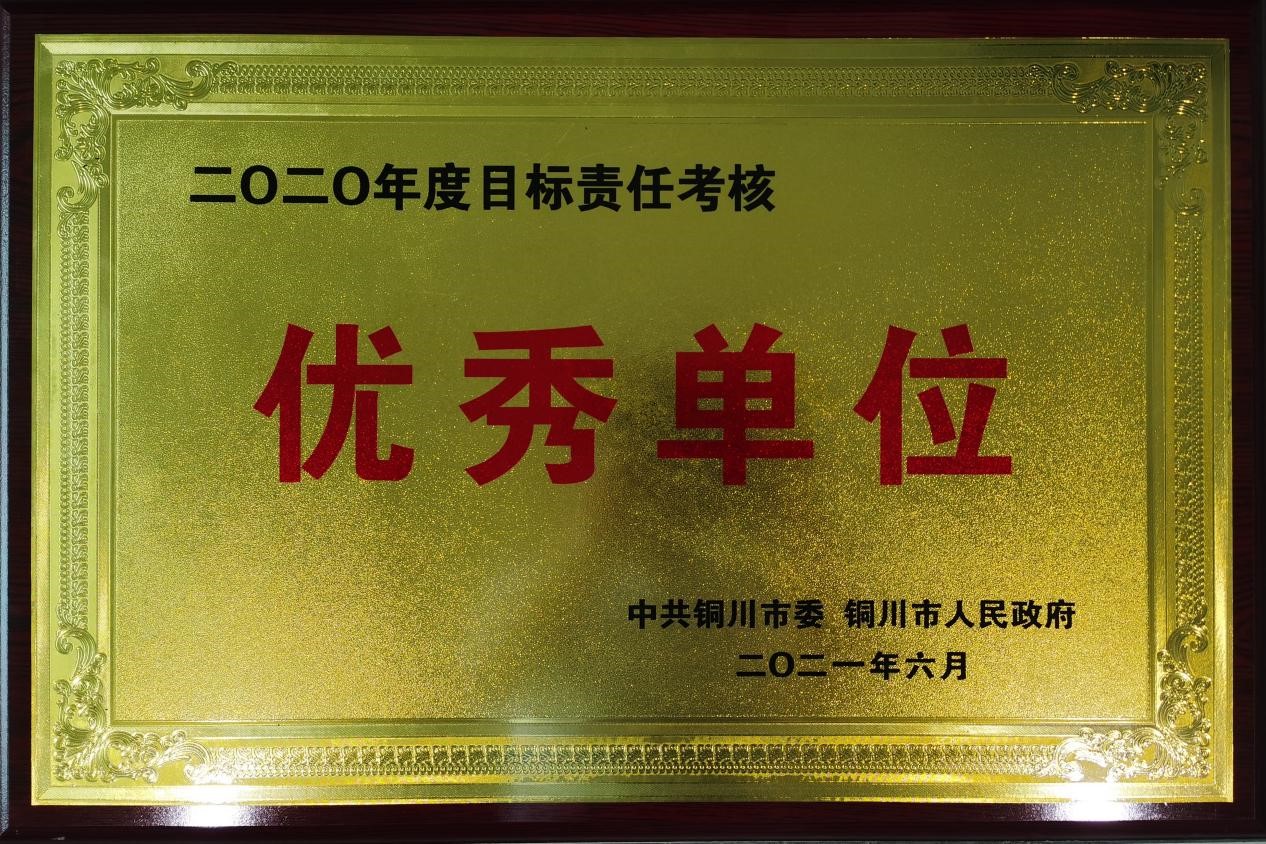 二〇二〇年度目标责任考核
优秀单位
中共铜川市委 铜川市人民政府
二〇二一年六月